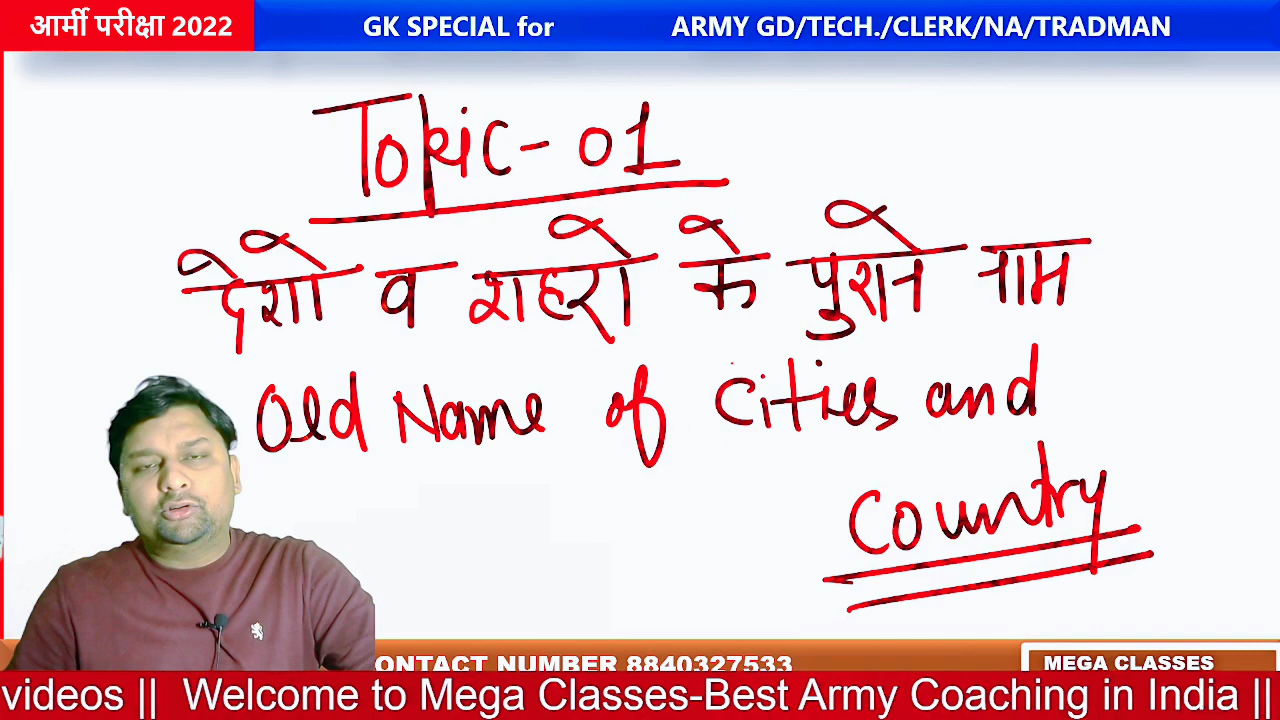 आर्मी परीक्षा 2022 GK SPECIAL for ARMY GD/TECH./CLERK/NA/TRADMAN
Topic-01
देशो व शहरो के पुराने नाम
Old Name of Cities and
Country
ONTACT NUMBER 8840327533
MEGA CLASSES
videos || Welcome to Mega Classes-Best Army Coaching in India ||